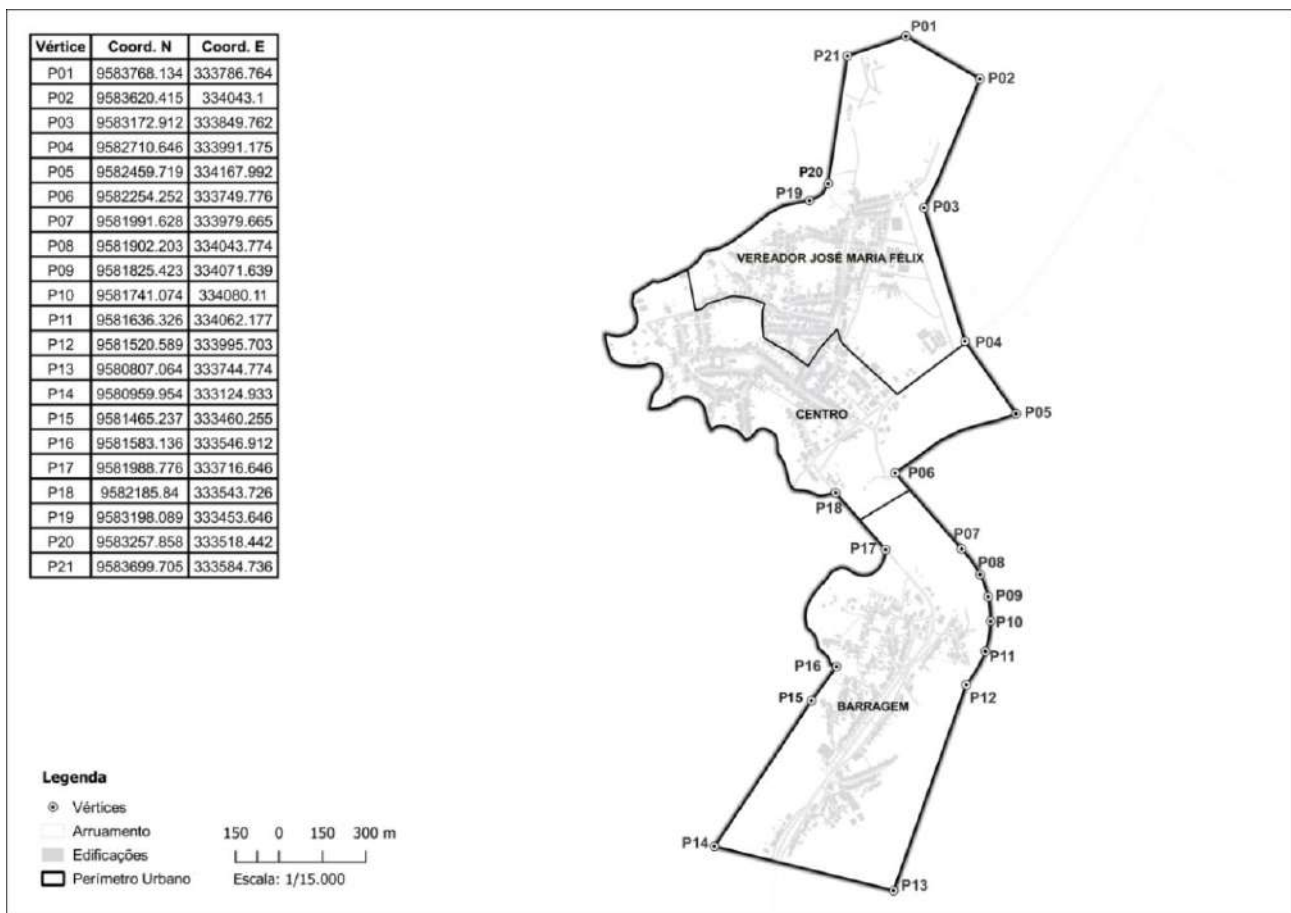 Vértice Coord. N Coord. E
P01 9583768.134 333786.764
P02 9583620.415 334043.1
P03 9583172.912 333849.762
P04 9582710.646 333991.175
P05 9582459.719 334167.992
P06 9582254.252 333749.776
P07 9581991.628 333979.665
P08 9581902.203 334043.774
P09 9581825.423 334071.639
P10 9581741.074 334080.11
P11 9581636.326 334062.177
P12 9581520.589 333995.703
P13 9580807.064 333744.774
P14 9580959.954 333124.933
P15 9581465.237 333460.255
P16 9581583.136 333546.912
P17 9581988.776 333716.646
P18 9582185.84 333543.726
P19 9583198.089 333453.646
P20 9583257.858 333518.442
P21 9583699.705 333584.736
P01
P21
P02
P20
P19
P03
VEREADOR JOSÉ MARIA FÉLIX
P04
CENTRO
P05
P06
P18
P07
P17
P08
P09
P10
P11
P16
P12
P15
BARRAGEM
P14
P13
Legenda
Vértices
Arruamento
Edificações
Perímetro Urbano
150 0 150 300 m
Escala: 1/15.000